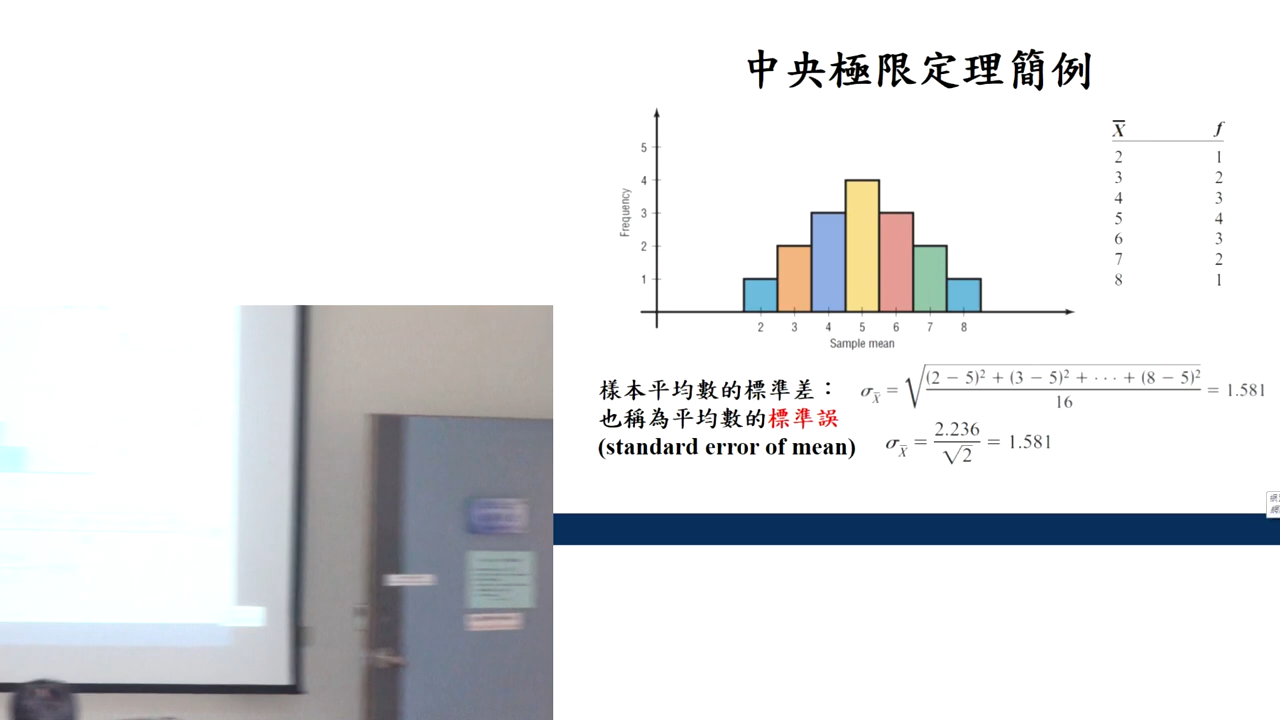 中央極限定理簡例
Frequency
5
4
3
2
1
2 3 4 5 6 7 8
Sample mean
X̅ f
2 1
3 2
4 3
5 4
6 3
7 2
8 1
樣本平均數的標準差：
也稱為平均數的標準誤
(standard error of mean)
σX̅ = √((2 − 5)² + (3 − 5)² + · · · + (8 − 5)² / 16) = 1.581
σX̅ = 2.236 / √2 = 1.581